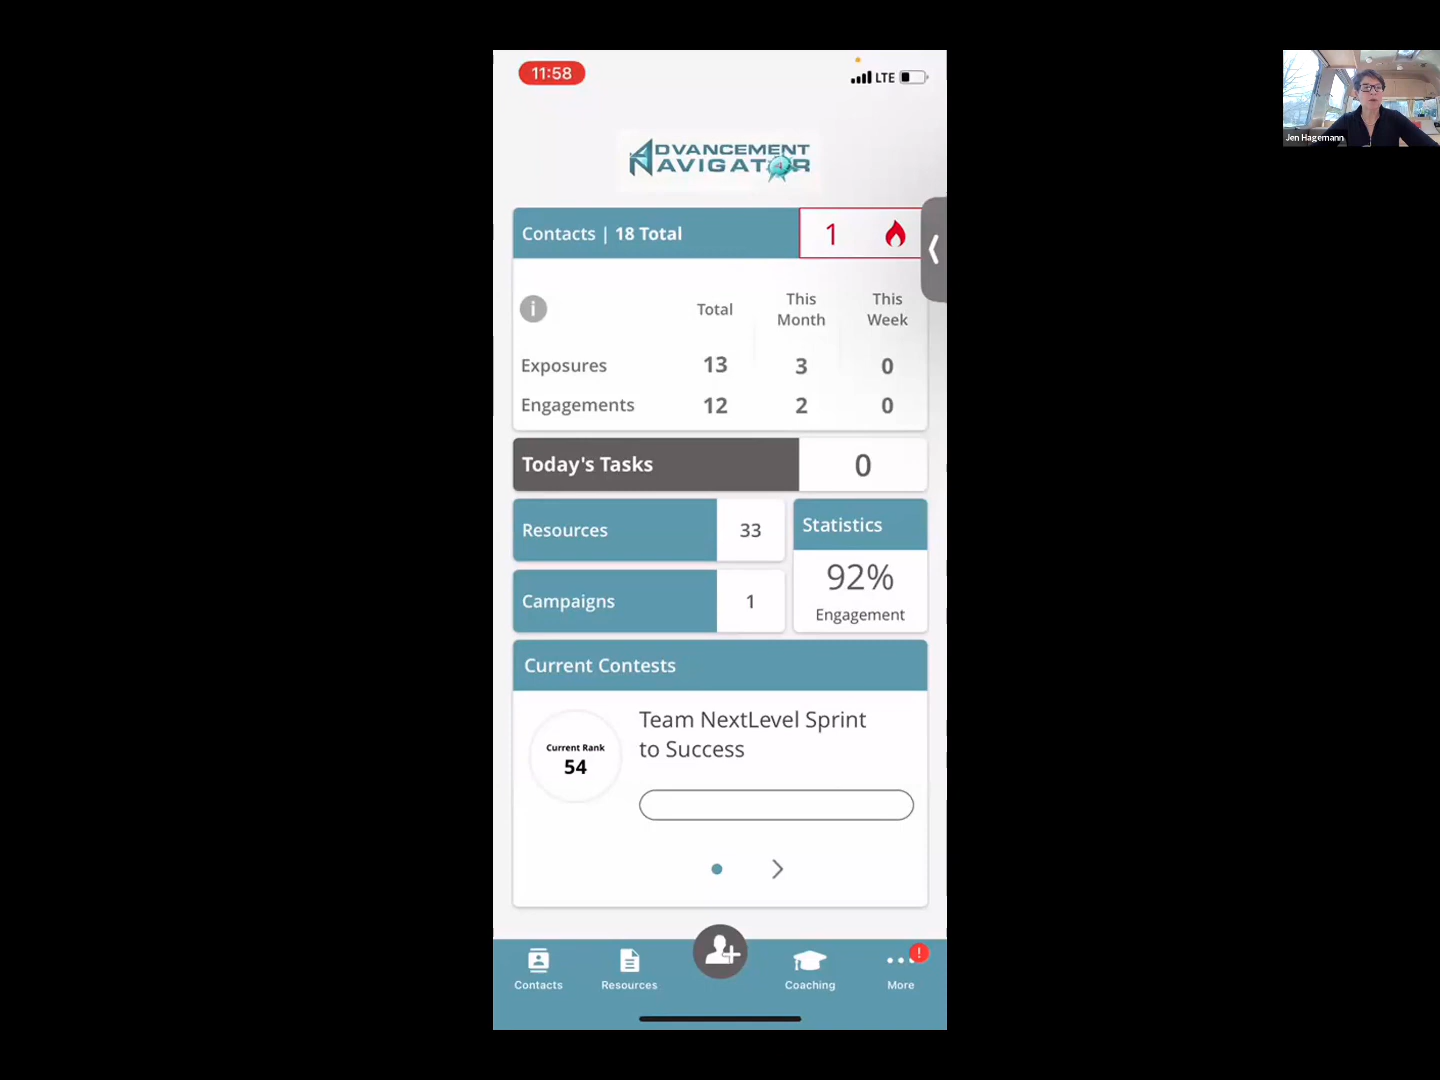 11:58
LTE
Jen Hagemann
ADVANCEMENT
NAVIGATOR
Contacts | 18 Total
1
i
Total
This Month
This Week
Exposures 13 3 0
Engagements 12 2 0
Today's Tasks 0
Resources 33
Statistics
92%
Engagement
Campaigns 1
Current Contests
Current Rank
54
Team NextLevel Sprint
to Success
Contacts
Resources
Coaching
More
!